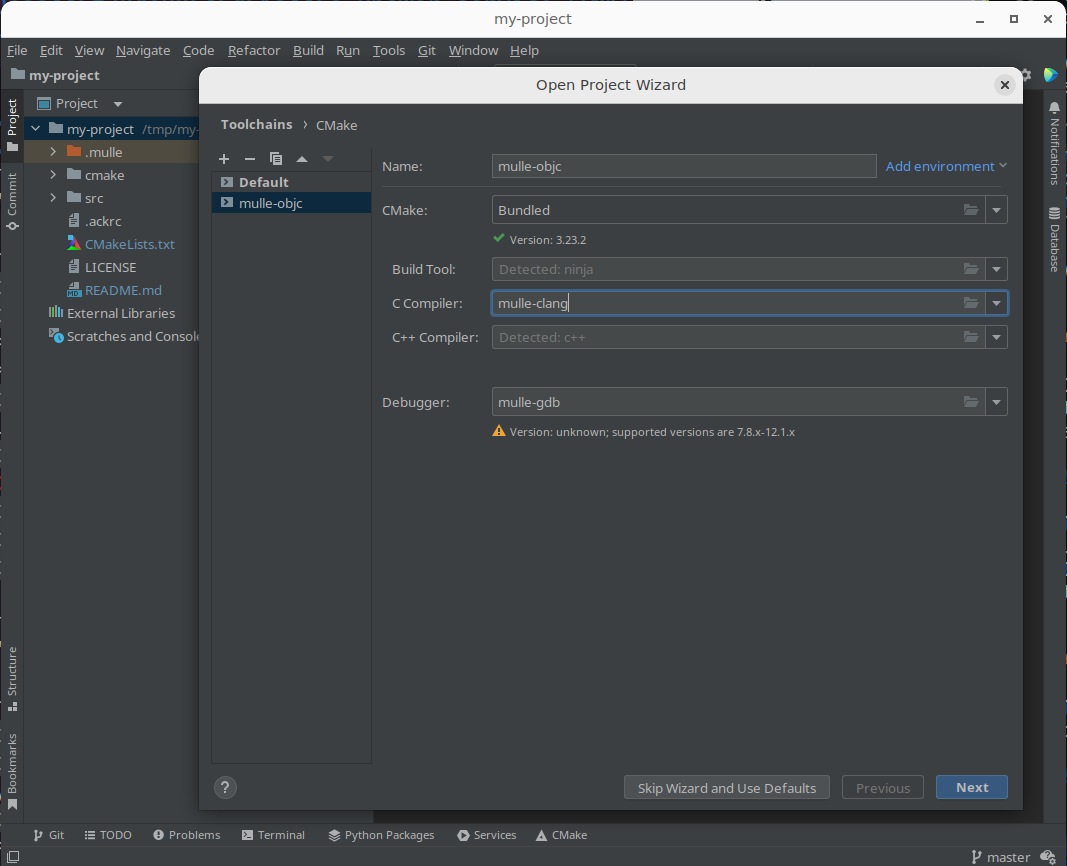 my-project
File Edit View Navigate Code Refactor Build Run Tools Git Window Help
my-project
Open Project Wizard
Project
Commit
Structure
Bookmarks
Project
my-project /tmp/my-
.mulle
cmake
src
.ackrc
CMakeLists.txt
LICENSE
README.md
External Libraries
Scratches and Console
Toolchains › CMake
Default
mulle-objc
Name: mulle-objc Add environment
CMake: Bundled
Version: 3.23.2
Build Tool: Detected: ninja
C Compiler: mulle-clang
C++ Compiler: Detected: c++
Debugger: mulle-gdb
Version: unknown; supported versions are 7.8.x-12.1.x
? Skip Wizard and Use Defaults Previous Next
Notifications
Database
Git TODO Problems Terminal Python Packages Services CMake
master